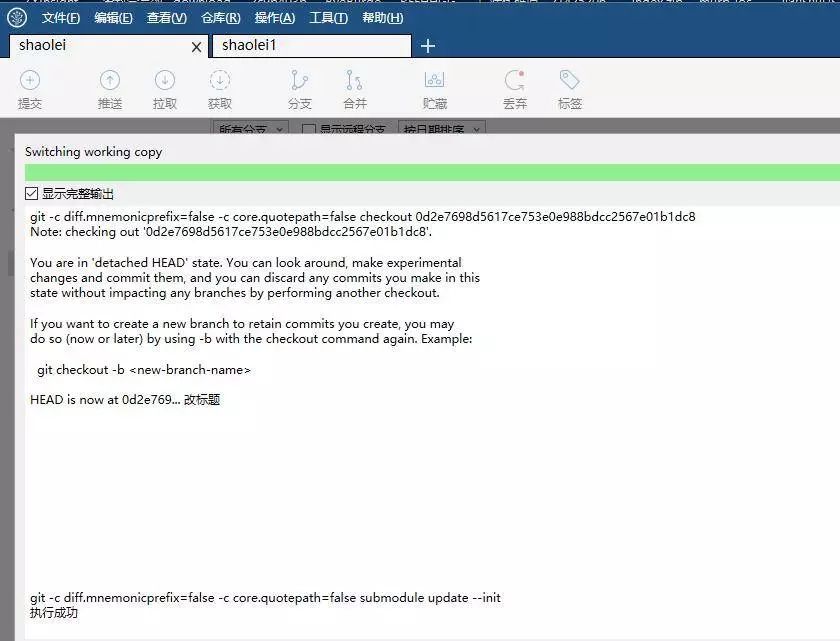 文件(F) 编辑(E) 查看(V) 仓库(R) 操作(A) 工具(T) 帮助(H)
shaolei shaolei1
提交 推送 拉取 获取 分支 合并 贮藏 丢弃 标签
所有分支 显示远程分支 按日期排序
Switching working copy
显示完整输出
git -c diff.mnemonicprefix=false -c core.quotepath=false checkout 0d2e7698d5617ce753e0e988bdcc2567e01b1dc8
Note: checking out '0d2e7698d5617ce753e0e988bdcc2567e01b1dc8'.
You are in 'detached HEAD' state. You can look around, make experimental
changes and commit them, and you can discard any commits you make in this
state without impacting any branches by performing another checkout.
If you want to create a new branch to retain commits you create, you may
do so (now or later) by using -b with the checkout command again. Example:
git checkout -b <new-branch-name>
HEAD is now at 0d2e769... 改标题
git -c diff.mnemonicprefix=false -c core.quotepath=false submodule update --init
执行成功